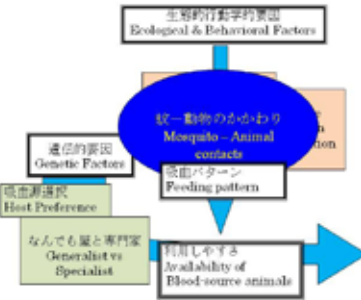 生態的行動学的要因
Ecological & Behavioral Factors
蚊－動物のかかわり
Mosquito – Animal
contacts
吸血パターン
Feeding pattern
遺伝的要因
Genetic Factors
吸血源選択
Host Preference
なんでも屋と専門家
Generalist vs
Specialist
利用しやすさ
Availability of
Blood-source animals